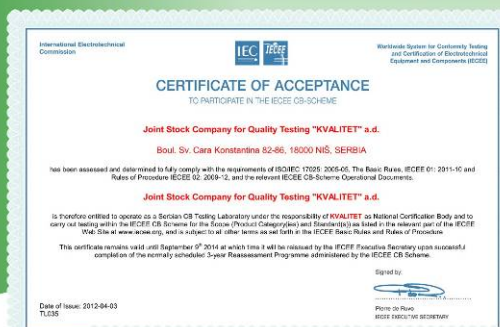 International Electrotechnical
Commission
IEC IECEE
Worldwide System for Conformity Testing
and Certification of Electrotechnical
Equipment and Components (IECEE)
CERTIFICATE OF ACCEPTANCE
TO PARTICIPATE IN THE IECEE CB-SCHEME
Joint Stock Company for Quality Testing "KVALITET" a.d.
Boul. Sv. Cara Konstantina 82-86, 18000 NIŠ, SERBIA
has been assessed and determined to fully comply with the requirements of ISO/IEC 17025: 2005-05, The Basic Rules, IECEE 01: 2011-10 and
Rules of Procedure IECEE 02: 2009-12, and the relevant IECEE CB-Scheme Operational Documents.
Joint Stock Company for Quality Testing "KVALITET" a.d.
is therefore entitled to operate as a Serbian CB Testing Laboratory under the responsibility of KVALITET as National Certification Body and to
carry out testing within the IECEE CB Scheme for the Scope (Product Category(ies) and Standard(s)) as listed in the relevant part of the IECEE
Web Site at www.iecee.org, and is subject to all other terms as set forth in the IECEE Basic Rules and Rules of Procedure
This certificate remains valid until September 9th 2014 at which time it will be reissued by the IECEE Executive Secretary upon successful
completion of the normally scheduled 3-year Reassessment Programme administered by the IECEE CB Scheme.
Signed by:
Date of Issue: 2012-04-03
TL035
Pierre de Ruvo
IECEE EXECUTIVE SECRETARY